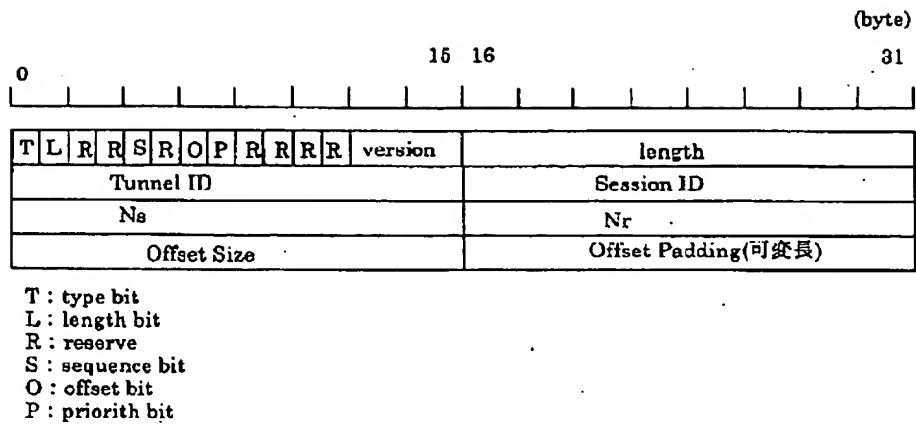 (byte)
0 15 16 31
T L R R S R O P R R R R version length
Tunnel ID Session ID
Ns Nr
Offset Size Offset Padding(可変長)
T : type bit
L : length bit
R : reserve
S : sequence bit
O : offset bit
P : priorith bit